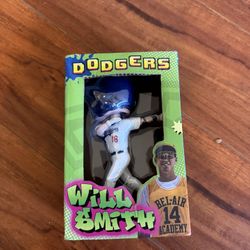 DODGERS
16
WILL
SMITH
BEL-AIR
14
ACADEMY